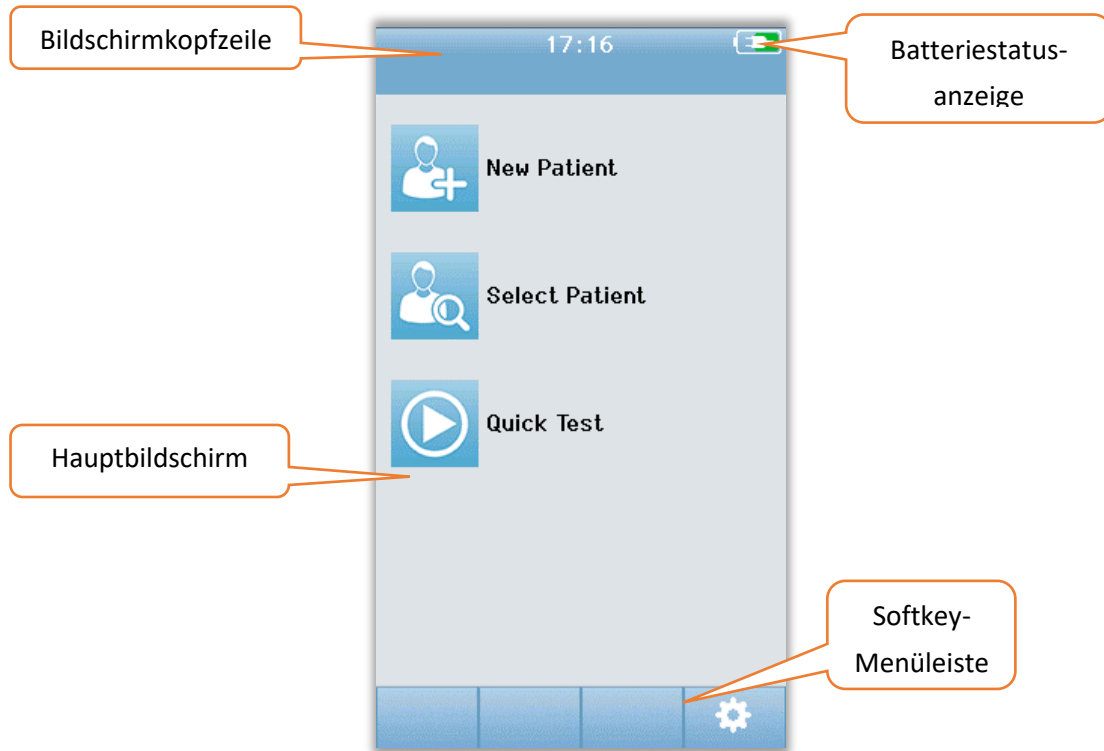 Bildschirmkopfzeile
17:16
Batteriestatus-
anzeige
New Patient
Select Patient
Quick Test
Hauptbildschirm
Softkey-
Menüleiste